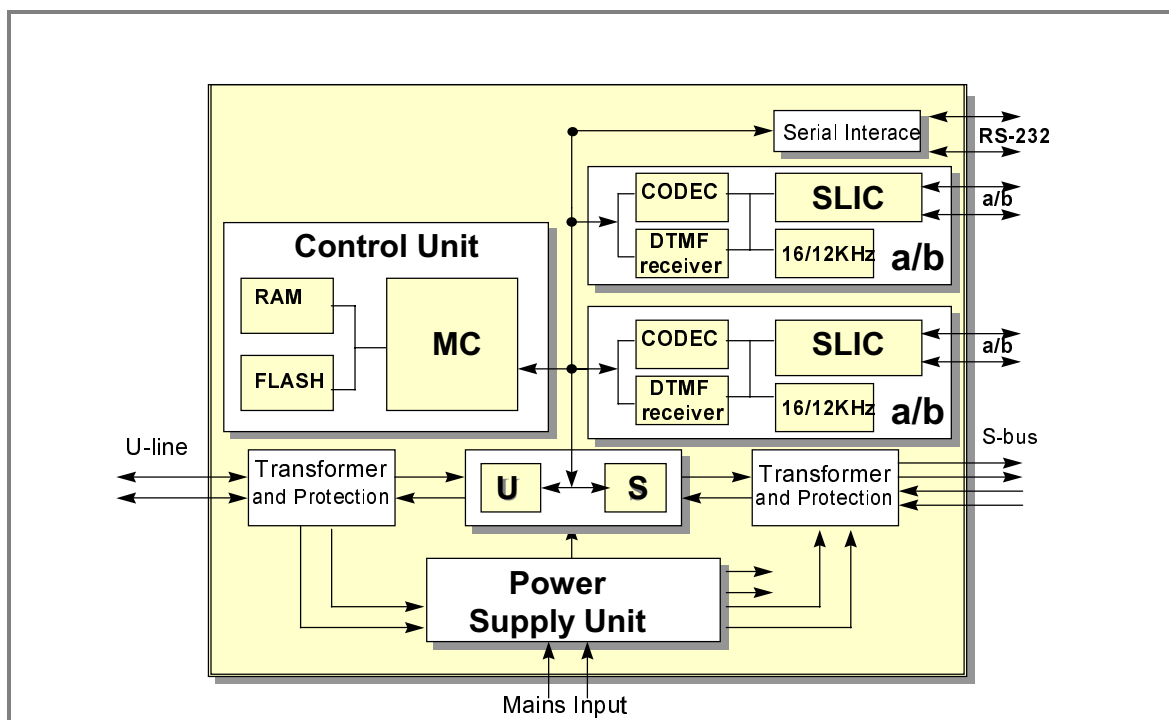 Serial Interace
RS-232
CODEC
SLIC
a/b
DTMF
receiver
16/12KHz
a/b
Control Unit
RAM
MC
FLASH
CODEC
SLIC
a/b
DTMF
receiver
16/12KHz
a/b
U-line
S-bus
Transformer
and Protection
U
S
Transformer
and Protection
Power
Supply Unit
Mains Input